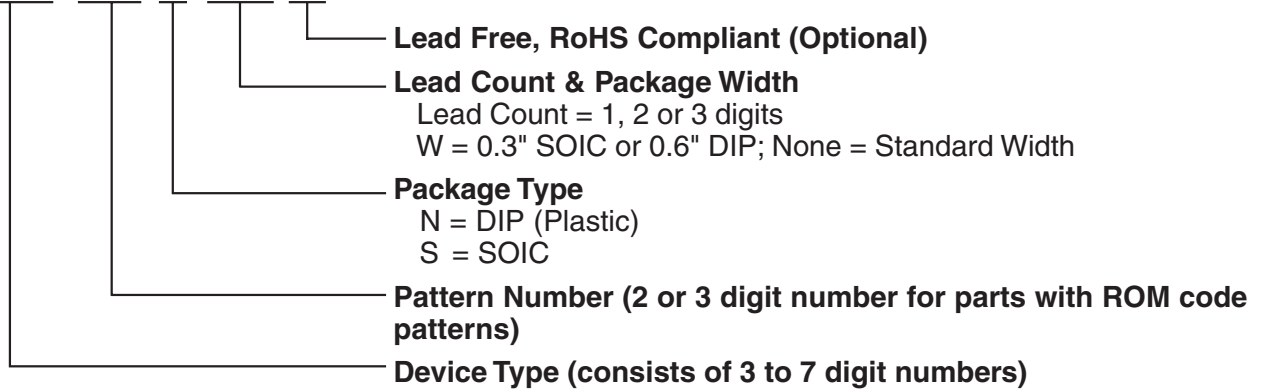 Lead Free, RoHS Compliant (Optional)
Lead Count & Package Width
Lead Count = 1, 2 or 3 digits
W = 0.3" SOIC or 0.6" DIP; None = Standard Width
Package Type
N = DIP (Plastic)
S = SOIC
Pattern Number (2 or 3 digit number for parts with ROM code
patterns)
Device Type (consists of 3 to 7 digit numbers)